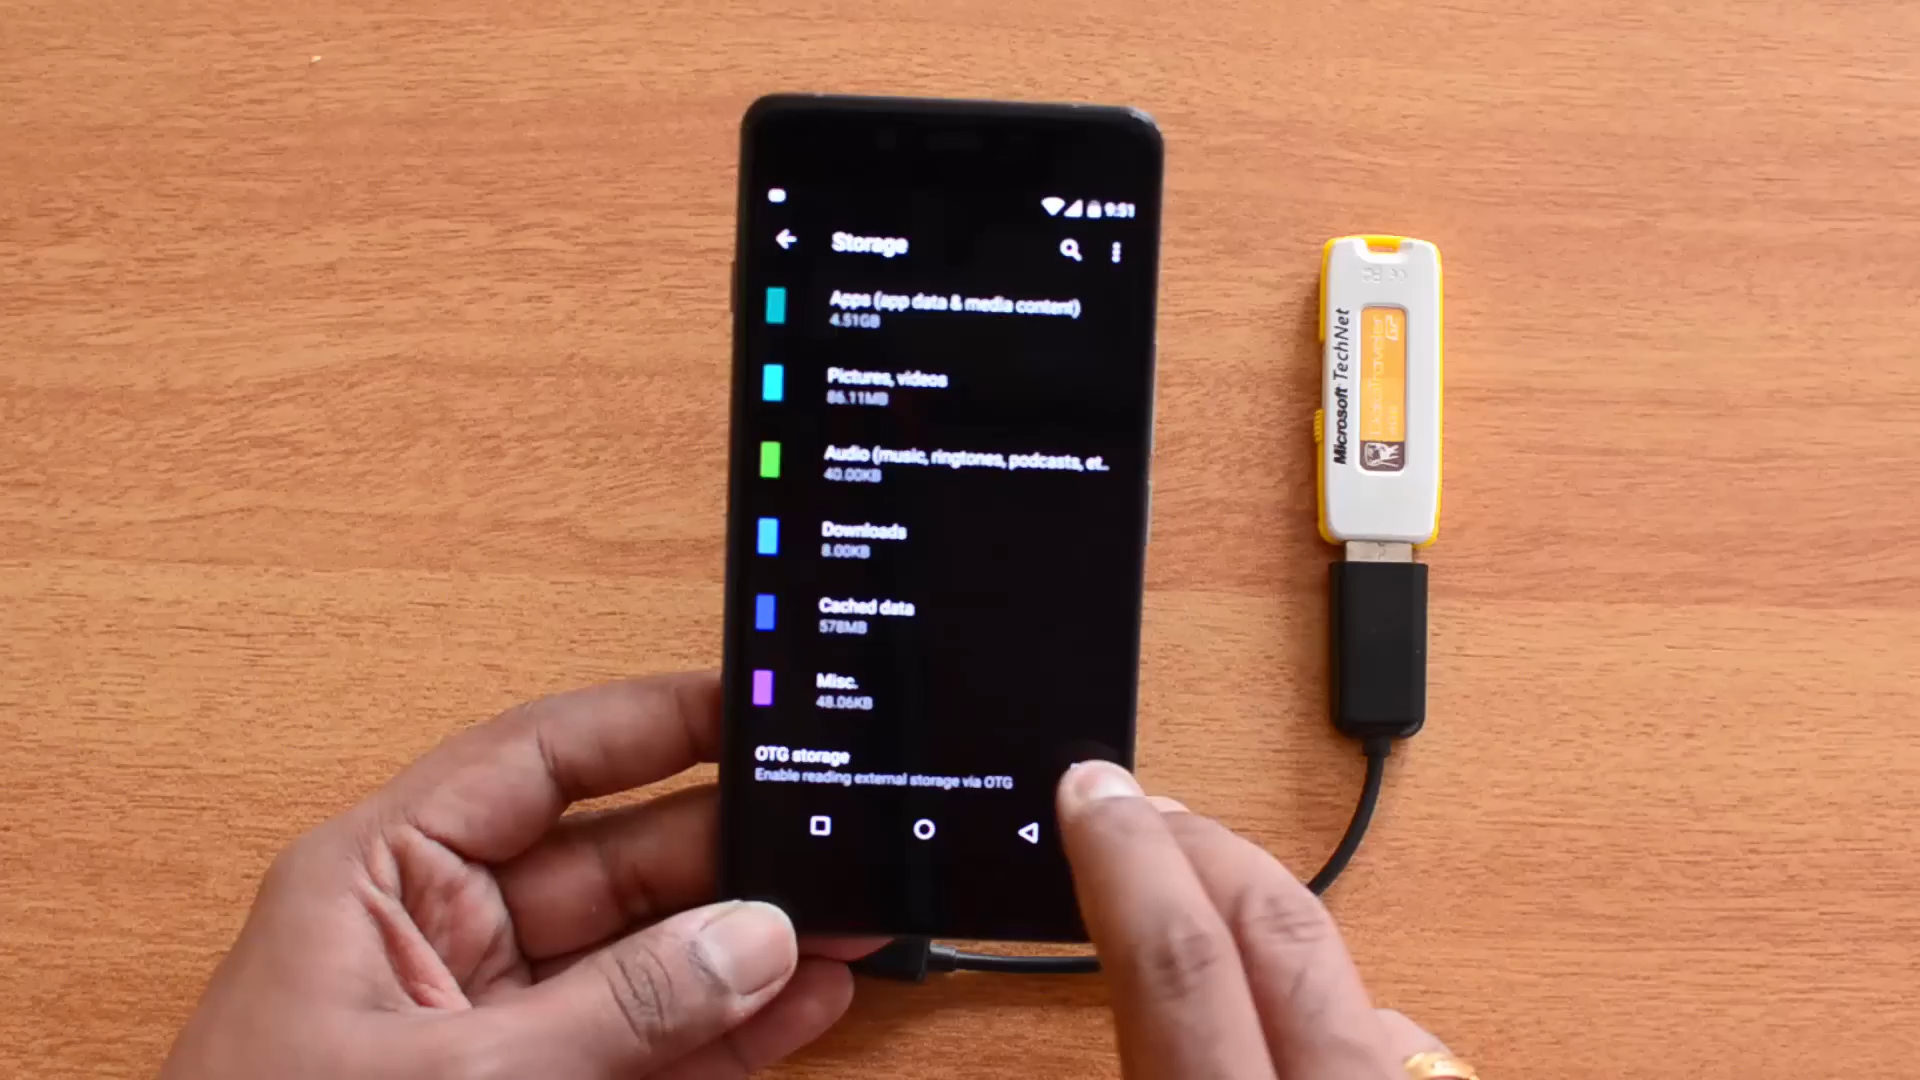 9:51
Storage
Apps (app data & media content)
4.51GB
Pictures, videos
86.11MB
Audio (music, ringtones, podcasts, et..
40.00KB
Downloads
8.00KB
Cached data
578MB
Misc.
48.06KB
OTG storage
Enable reading external storage via OTG
Microsoft TechNet
DataTraveler
G2